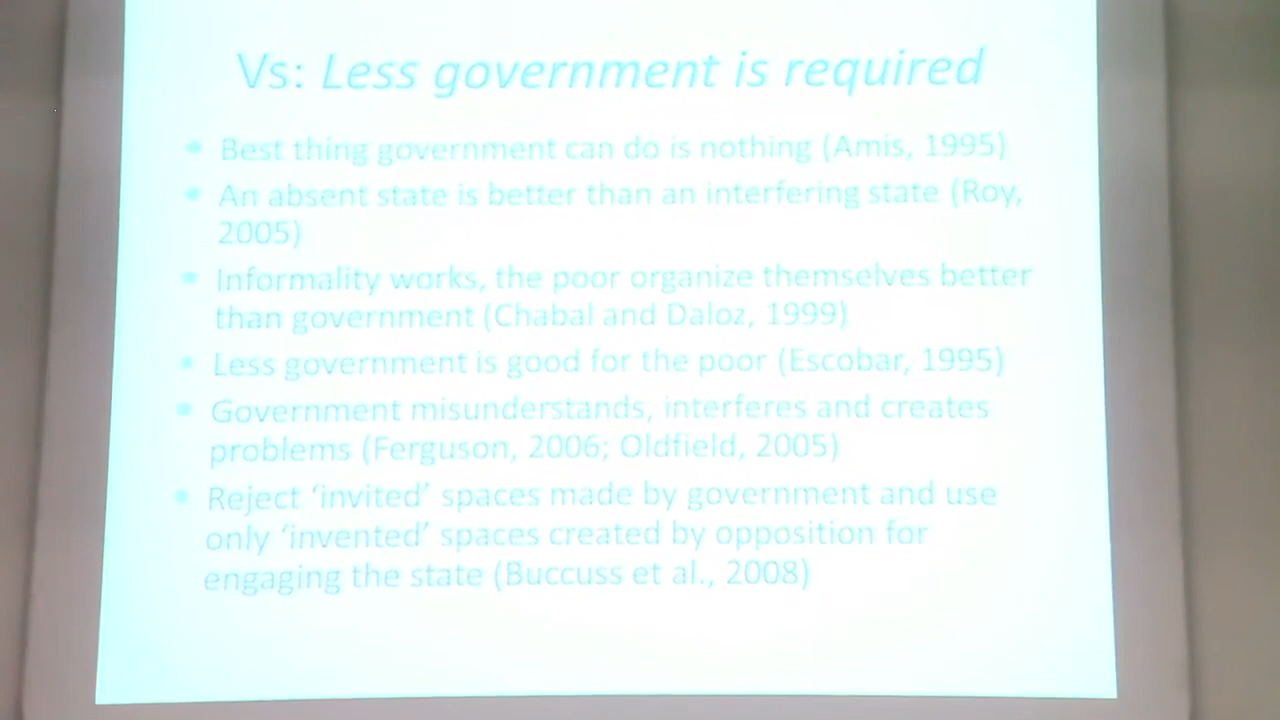 Vs: Less government is required
• Best thing government can do is nothing (Amis, 1995)
• An absent state is better than an interfering state (Roy,
2005)
• Informality works, the poor organize themselves better
than government (Chabal and Daloz, 1999)
• Less government is good for the poor (Escobar, 1995)
• Government misunderstands, interferes and creates
problems (Ferguson, 2006; Oldfield, 2005)
• Reject ‘invited’ spaces made by government and use
only ‘invented’ spaces created by opposition for
engaging the state (Buccuss et al., 2008)